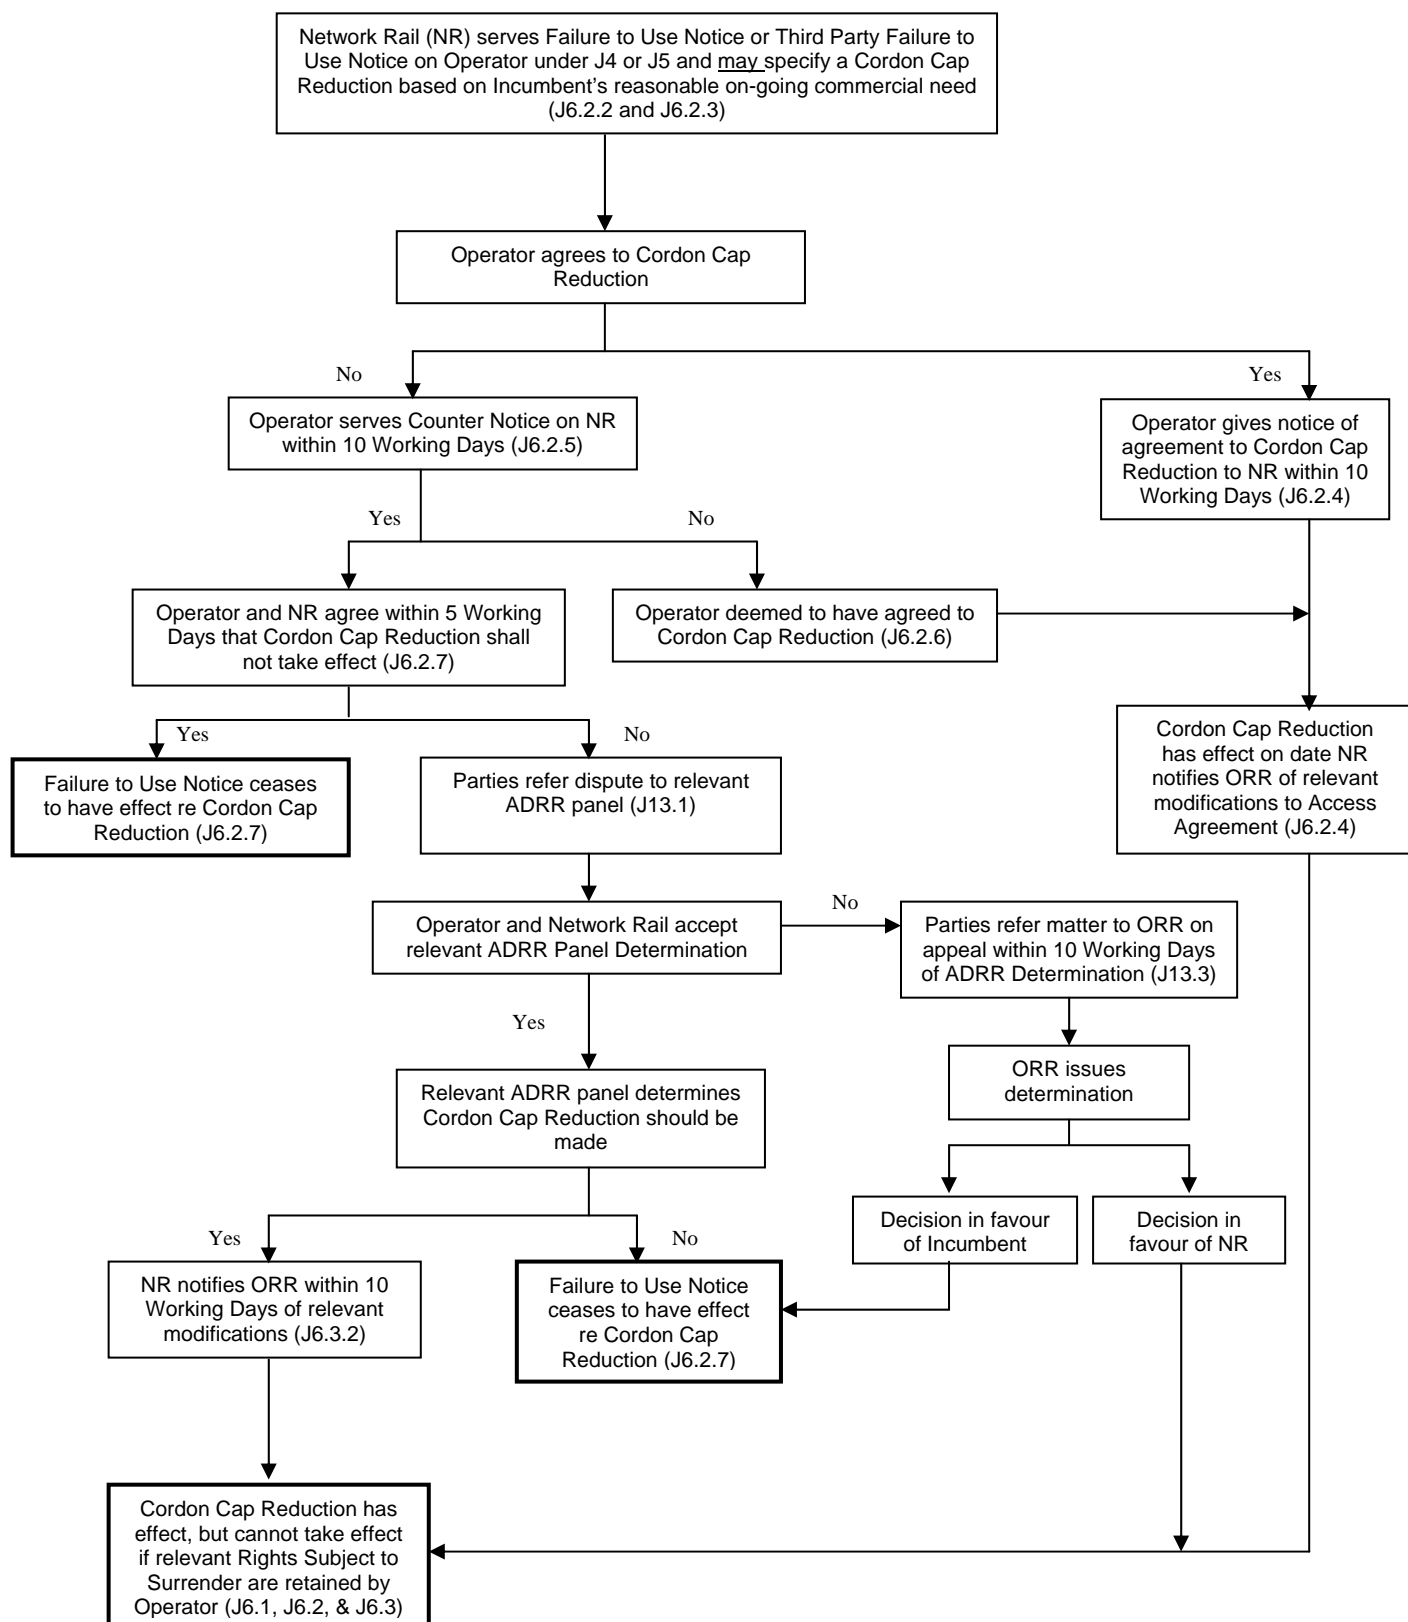 Network Rail (NR) serves Failure to Use Notice or Third Party Failure to
Use Notice on Operator under J4 or J5 and may specify a Cordon Cap
Reduction based on Incumbent's reasonable on-going commercial need
(J6.2.2 and J6.2.3)
Operator agrees to Cordon Cap
Reduction
No
Yes
Operator serves Counter Notice on NR
within 10 Working Days (J6.2.5)
Operator gives notice of
agreement to Cordon Cap
Reduction to NR within 10
Working Days (J6.2.4)
Yes
No
Operator and NR agree within 5 Working
Days that Cordon Cap Reduction shall
not take effect (J6.2.7)
Operator deemed to have agreed to
Cordon Cap Reduction (J6.2.6)
Yes
No
Cordon Cap Reduction
has effect on date NR
notifies ORR of relevant
modifications to Access
Agreement (J6.2.4)
Failure to Use Notice ceases
to have effect re Cordon Cap
Reduction (J6.2.7)
Parties refer dispute to relevant
ADRR panel (J13.1)
Operator and Network Rail accept
relevant ADRR Panel Determination
No
Parties refer matter to ORR on
appeal within 10 Working Days
of ADRR Determination (J13.3)
Yes
ORR issues
determination
Relevant ADRR panel determines
Cordon Cap Reduction should be
made
Decision in favour
of Incumbent
Decision in
favour of NR
Yes
No
NR notifies ORR within 10
Working Days of relevant
modifications (J6.3.2)
Failure to Use Notice
ceases to have effect
re Cordon Cap
Reduction (J6.2.7)
Cordon Cap Reduction has
effect, but cannot take effect
if relevant Rights Subject to
Surrender are retained by
Operator (J6.1, J6.2, & J6.3)